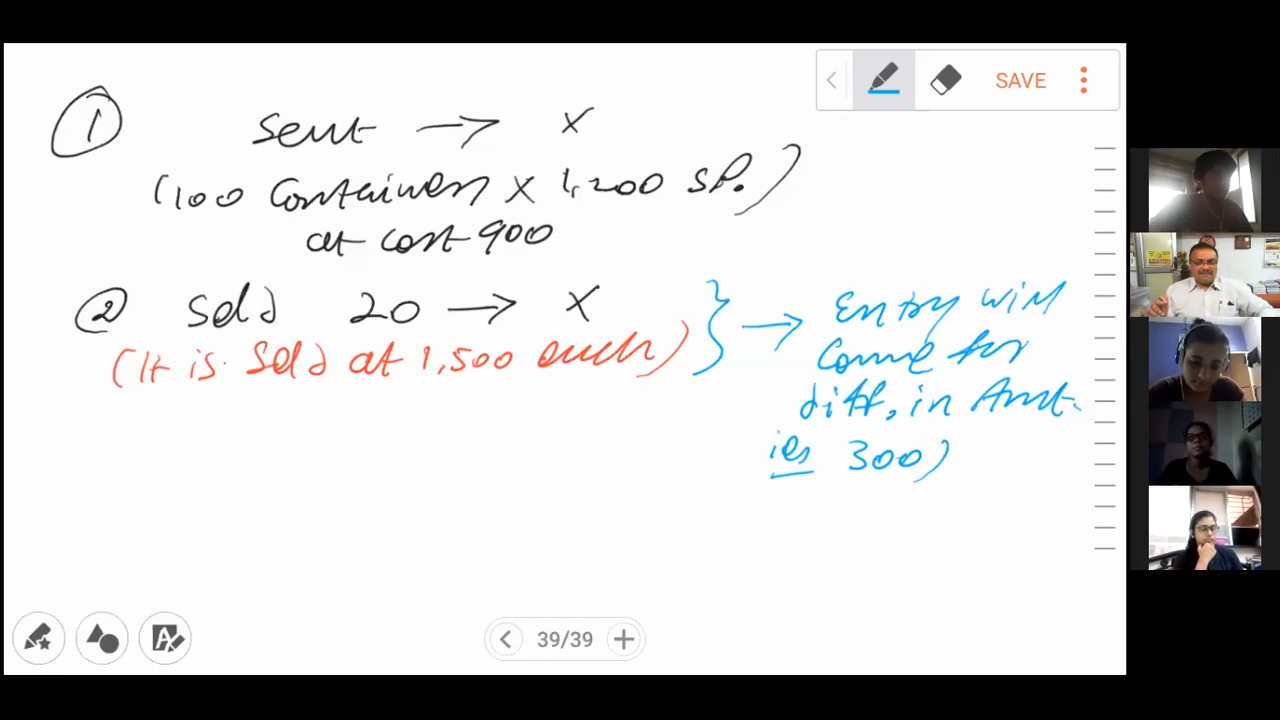 SAVE
1 Sent → X
(100 Containers X 1,200 SP.)
at cost 900
2 Sold 20 → X
(It is Sold at 1,500 each)
→ Entry will
come for
diff. in Amt.
ie, 300)
39/39